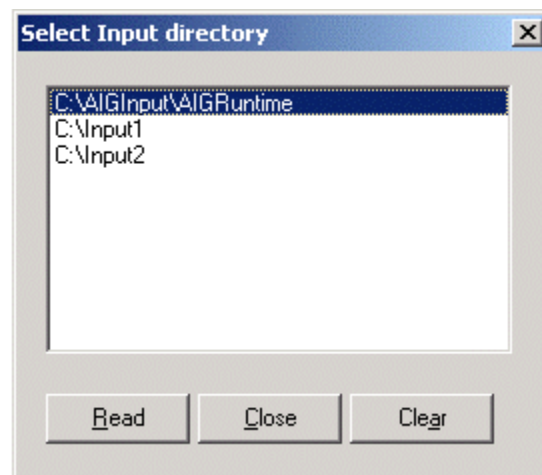 Select Input directory
C:\AIGInput\AIGRuntime
C:\Input1
C:\Input2
Read Close Clear